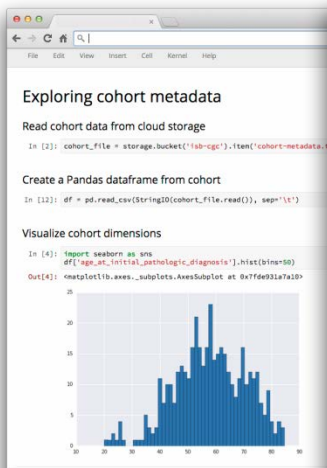 File Edit View Insert Cell Kernel Help
Exploring cohort metadata
Read cohort data from cloud storage
In [2]: cohort_file = storage.bucket('isb-cgc').item('cohort-metadata.
Create a Pandas dataframe from cohort
In [12]: df = pd.read_csv(StringIO(cohort_file.read()), sep='\t')
Visualize cohort dimensions
In [4]: import seaborn as sns
df['age_at_initial_pathologic_diagnosis'].hist(bins=50)
Out[4]: <matplotlib.axes._subplots.AxesSubplot at 0x7fde931a7a10>
25
20
15
10
5
0
10 20 30 40 50 60 70 80 90